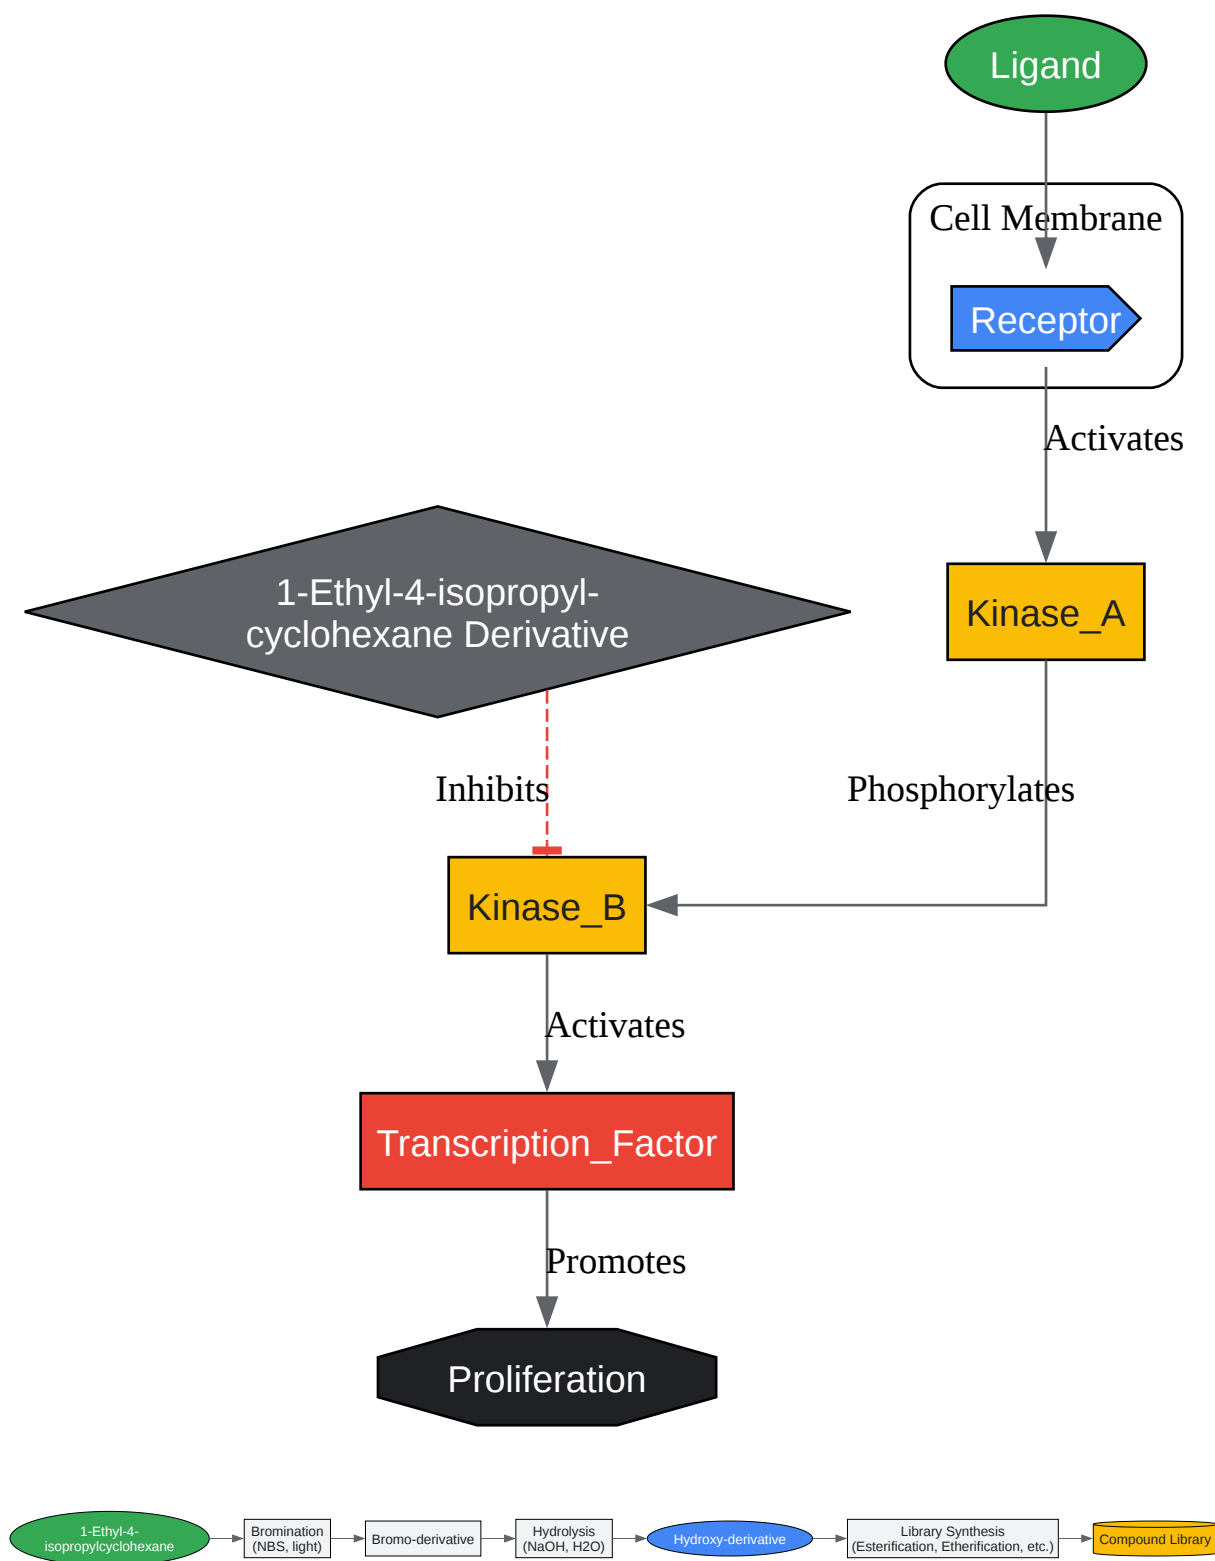 Ligand
Cell Membrane
Receptor
Activates
1-Ethyl-4-isopropyl-
cyclohexane Derivative
Kinase_A
Inhibits
Phosphorylates
Kinase_B
Activates
Transcription_Factor
Promotes
Proliferation
1-Ethyl-4-
isopropylcyclohexane
Bromination
(NBS, light)
Bromo-derivative
Hydrolysis
(NaOH, H2O)
Hydroxy-derivative
Library Synthesis
(Esterification, Etherification, etc.)
Compound Library